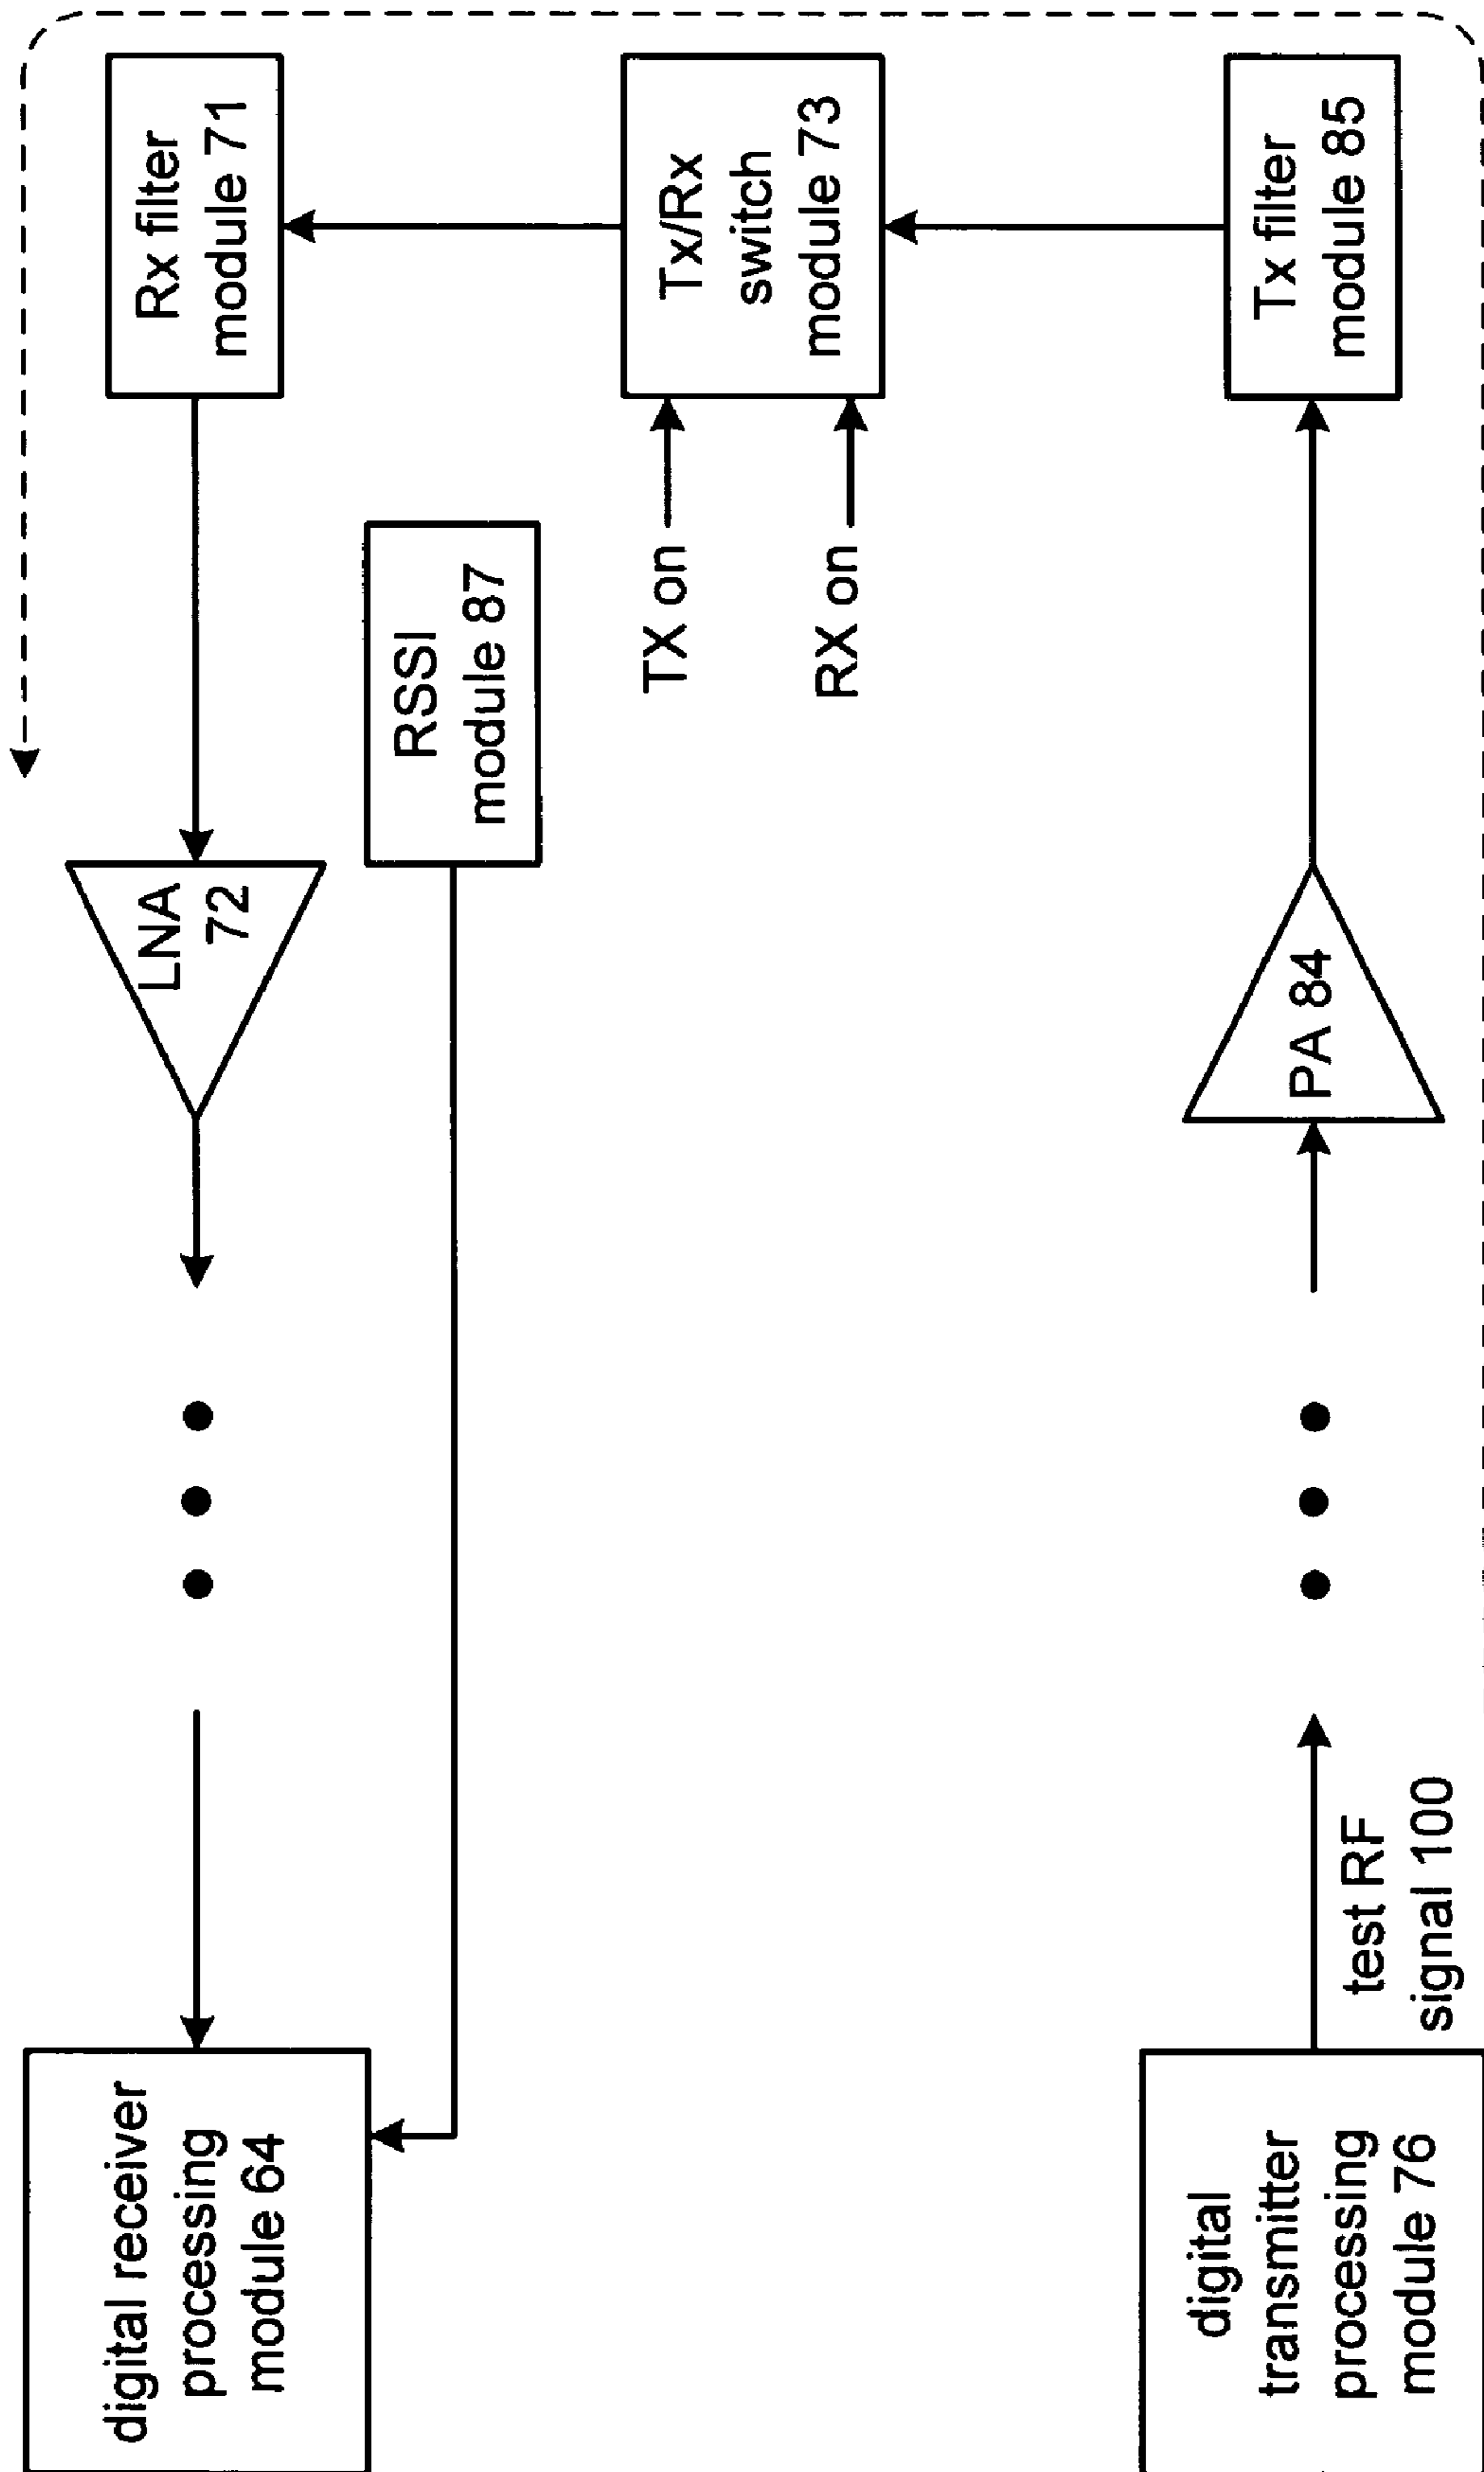 digital receiver
processing
module 64
LNA
72
Rx filter
module 71
RSSI
module 87
TX on
RX on
Tx/Rx
switch
module 73
digital
transmitter
processing
module 76
test RF
signal 100
PA 84
Tx filter
module 85